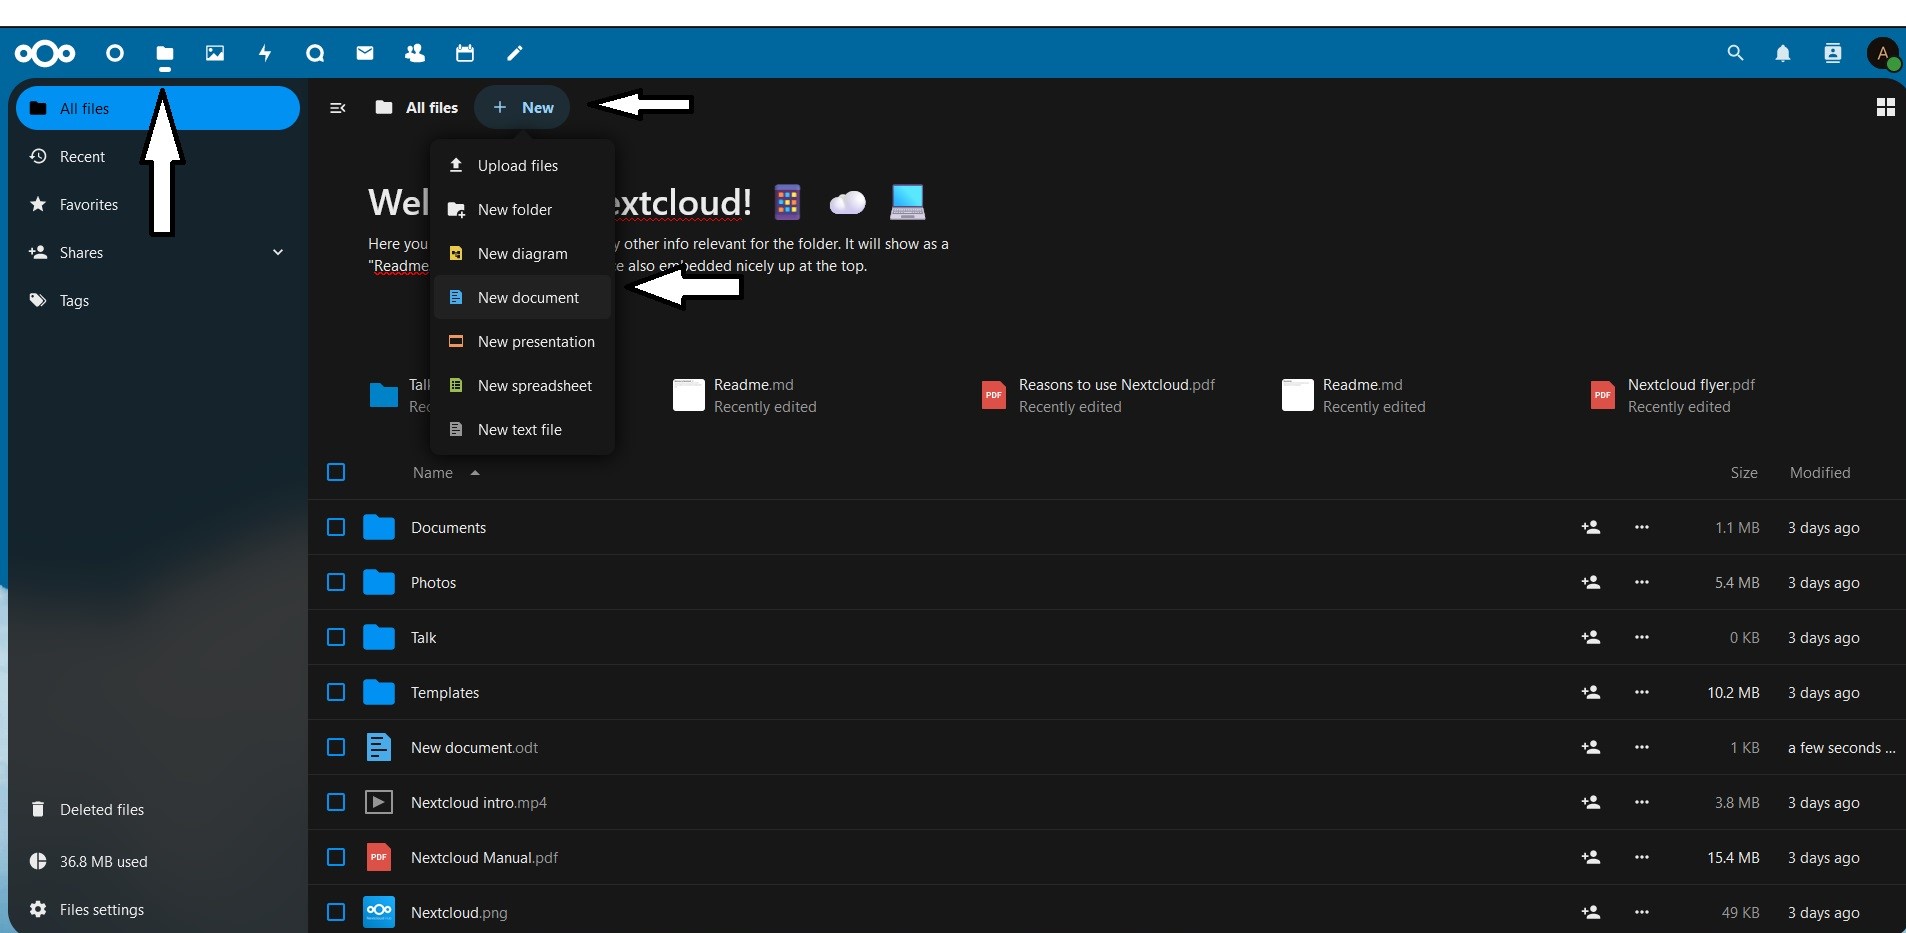 A
All files
Recent
Favorites
Shares
Tags
Deleted files
36.8 MB used
Files settings
All files
+ New
Upload files
New folder
New diagram
New document
New presentation
New spreadsheet
New text file
Wel extcloud!
Here you y other info relevant for the folder. It will show as a
"Readme. e also embedded nicely up at the top.
Talk
Readme.md
Recently edited
PDF
Reasons to use Nextcloud.pdf
Recently edited
Readme.md
Recently edited
PDF
Nextcloud flyer.pdf
Recently edited
Name Size Modified
Documents 1.1 MB 3 days ago
Photos 5.4 MB 3 days ago
Talk 0 KB 3 days ago
Templates 10.2 MB 3 days ago
New document.odt 1 KB a few seconds ...
Nextcloud intro.mp4 3.8 MB 3 days ago
PDF Nextcloud Manual.pdf 15.4 MB 3 days ago
Nextcloud.png 49 KB 3 days ago